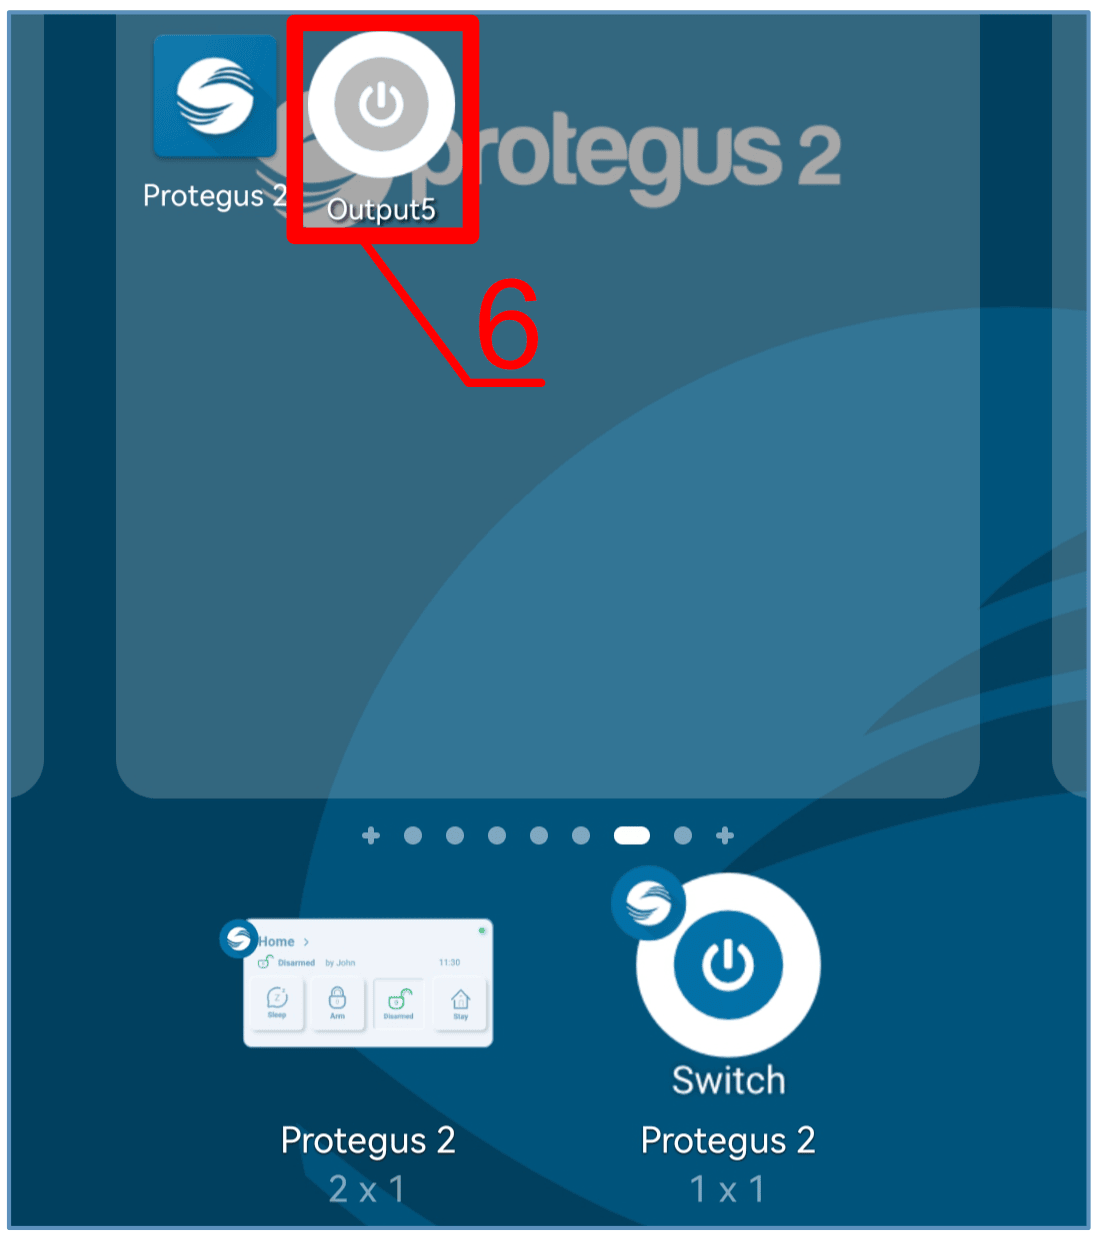 protegus 2
Protegus 2
Output5
6
Home >
Disarmed by John 11:30
Sleep Arm Disarmed Stay
Switch
Protegus 2 Protegus 2
2 x 1 1 x 1